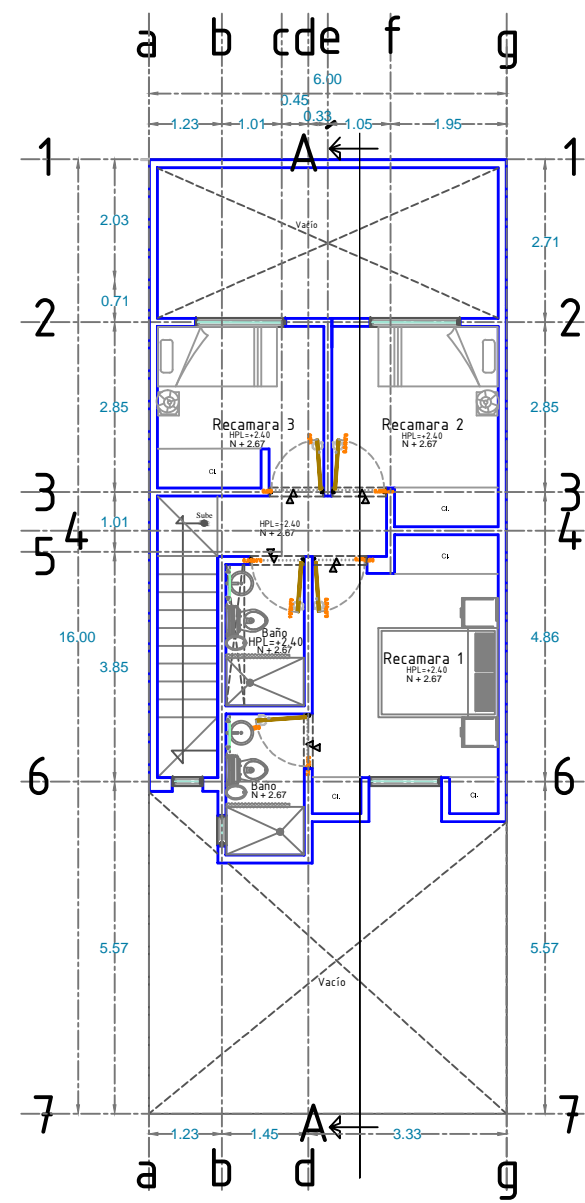 a b c d e f g
6.00
0.45
0.33
1.23 1.01 1.05 1.95
A
1 1
Vacío
2.03
2.71
0.71
2 2
2.85 2.85
Recamara 3 Recamara 2
HPL=+2.40 HPL=+2.40
N + 2.67 N + 2.67
CL.
3 3
CL.
1.01
Sube
HPL=+2.40
N + 2.67
4 4
5
CL.
16.00
3.85
4.86
Baño
HPL=+2.40
N + 2.67
Recamara 1
HPL=+2.40
N + 2.67
6 6
Baño
N + 2.67
CL. CL.
5.57 5.57
Vacío
7 7
A
1.23 1.45 3.33
a b d g